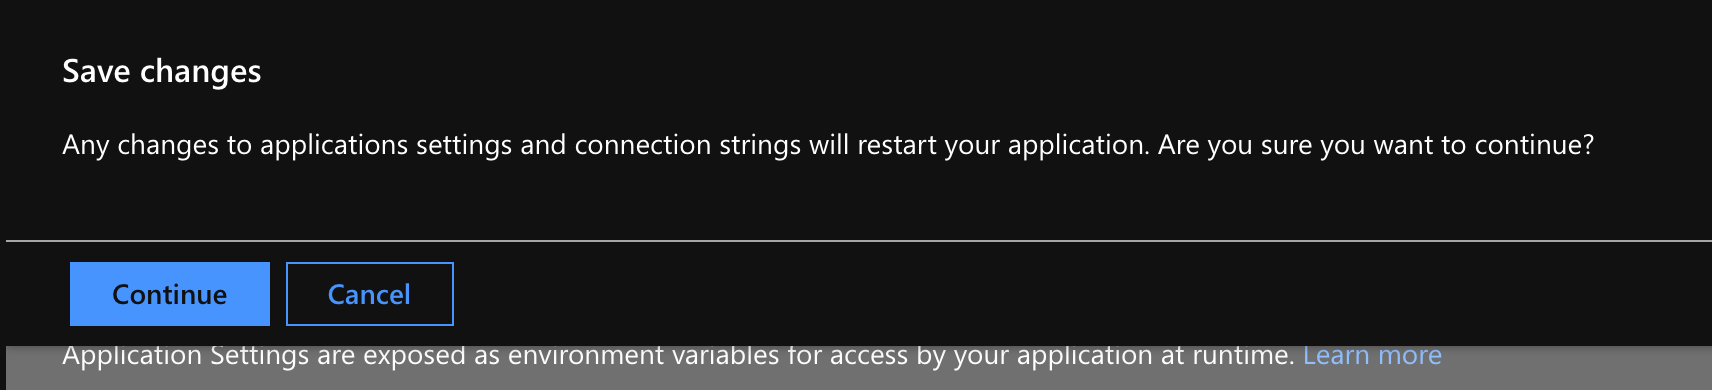 Save changes
Any changes to applications settings and connection strings will restart your application. Are you sure you want to continue?
Continue
Cancel
Application Settings are exposed as environment variables for access by your application at runtime. Learn more